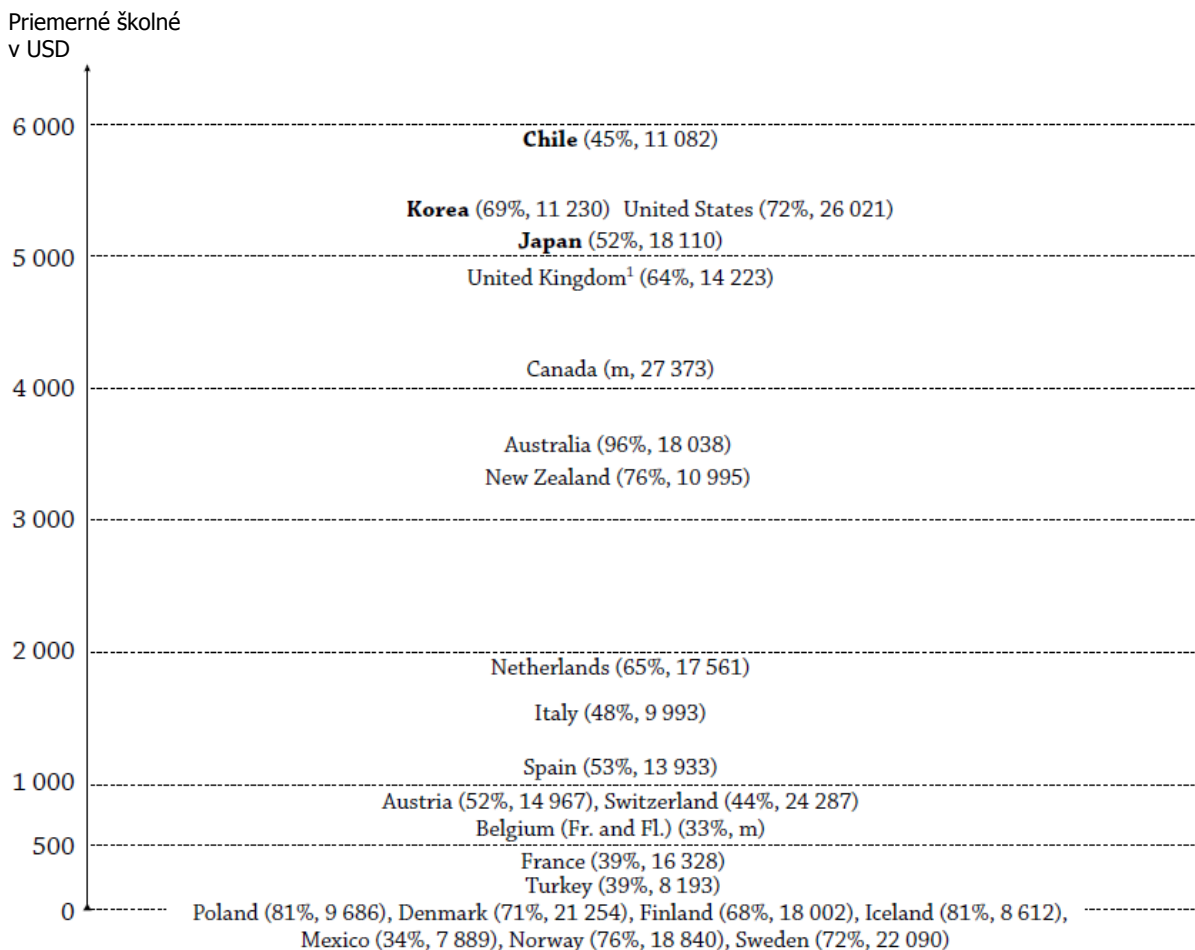 Priemerné školné
v USD
6 000
Chile (45%, 11 082)
Korea (69%, 11 230) United States (72%, 26 021)
Japan (52%, 18 110)
5 000
United Kingdom¹ (64%, 14 223)
Canada (m, 27 373)
4 000
Australia (96%, 18 038)
New Zealand (76%, 10 995)
3 000
2 000
Netherlands (65%, 17 561)
Italy (48%, 9 993)
Spain (53%, 13 933)
1 000
Austria (52%, 14 967), Switzerland (44%, 24 287)
Belgium (Fr. and Fl.) (33%, m)
500
France (39%, 16 328)
Turkey (39%, 8 193)
0
Poland (81%, 9 686), Denmark (71%, 21 254), Finland (68%, 18 002), Iceland (81%, 8 612),
Mexico (34%, 7 889), Norway (76%, 18 840), Sweden (72%, 22 090)